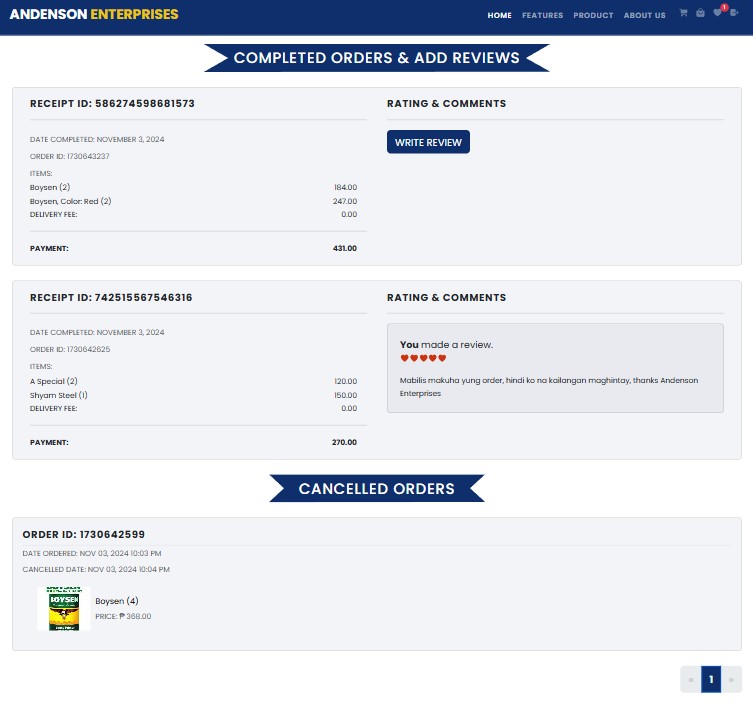 ANDENSON ENTERPRISES
HOME FEATURES PRODUCT ABOUT US 1
COMPLETED ORDERS & ADD REVIEWS
RECEIPT ID: 586274598681573
DATE COMPLETED: NOVEMBER 3, 2024
ORDER ID: 1730643237
ITEMS:
Boysen (2) 184.00
Boysen, Color: Red (2) 247.00
DELIVERY FEE: 0.00
PAYMENT: 431.00
RATING & COMMENTS
WRITE REVIEW
RECEIPT ID: 742515567546316
DATE COMPLETED: NOVEMBER 3, 2024
ORDER ID: 1730642625
ITEMS:
A Special (2) 120.00
Shyam Steel (1) 150.00
DELIVERY FEE: 0.00
PAYMENT: 270.00
RATING & COMMENTS
You made a review.
Mabilis makuha yung order, hindi ko na kailangan maghintay, thanks Andenson
Enterprises
CANCELLED ORDERS
ORDER ID: 1730642599
DATE ORDERED: NOV 03, 2024 10:03 PM
CANCELLED DATE: NOV 03, 2024 10:04 PM
BOYSEN
Boysen (4)
PRICE: ₱ 368.00
« 1 »